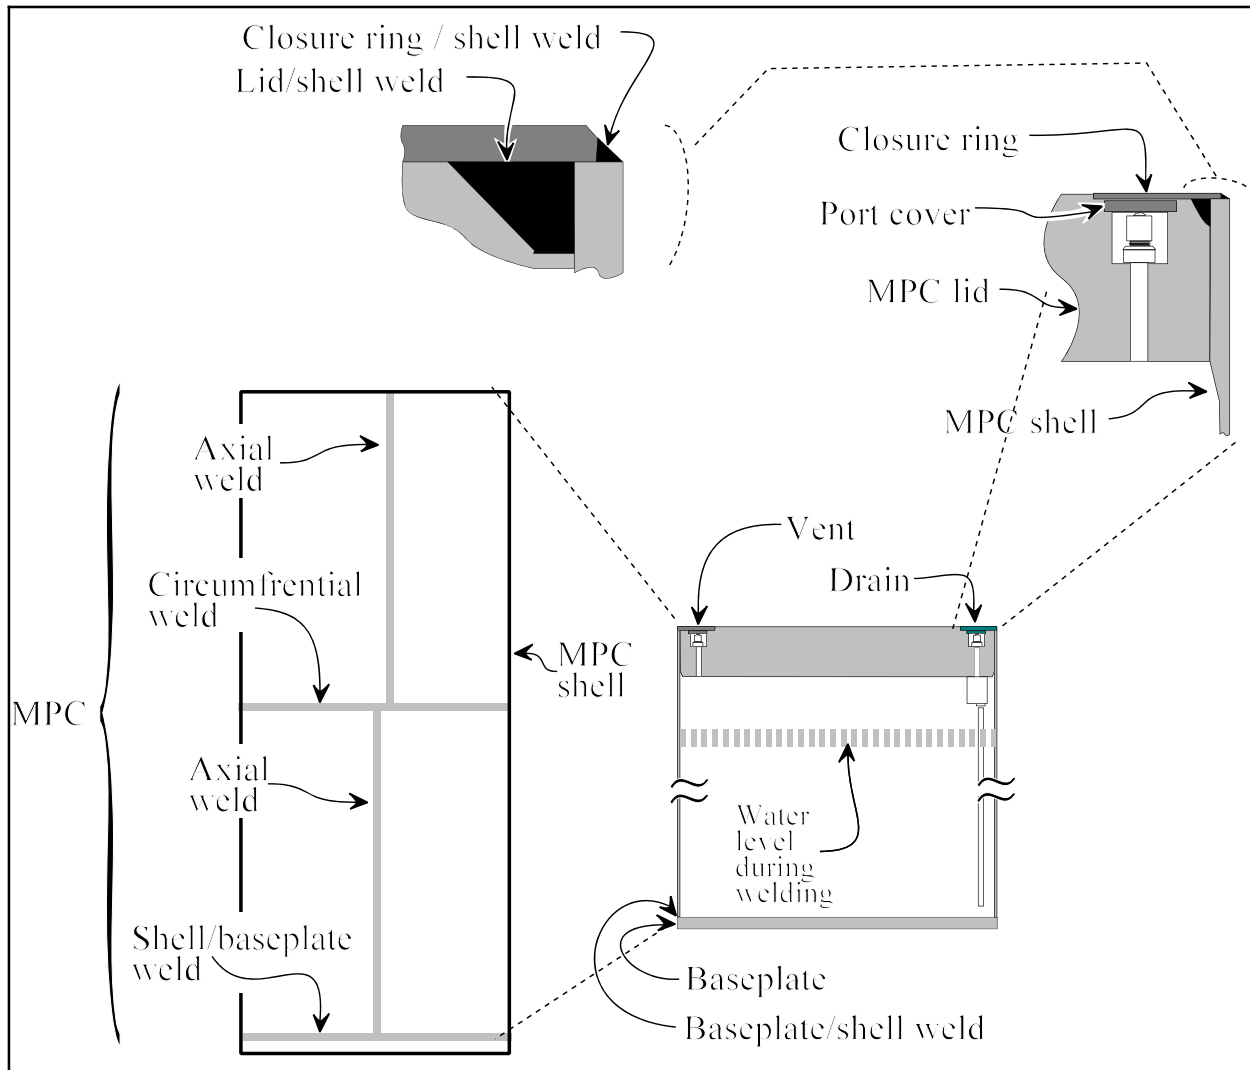 Closure ring / shell weld
Lid/shell weld
Closure ring
Port cover
MPC lid
MPC shell
Axial
weld
Vent
Drain
Circumfrential
weld
MPC
shell
MPC
Axial
weld
Water
level
during
welding
Shell/baseplate
weld
Baseplate
Baseplate/shell weld